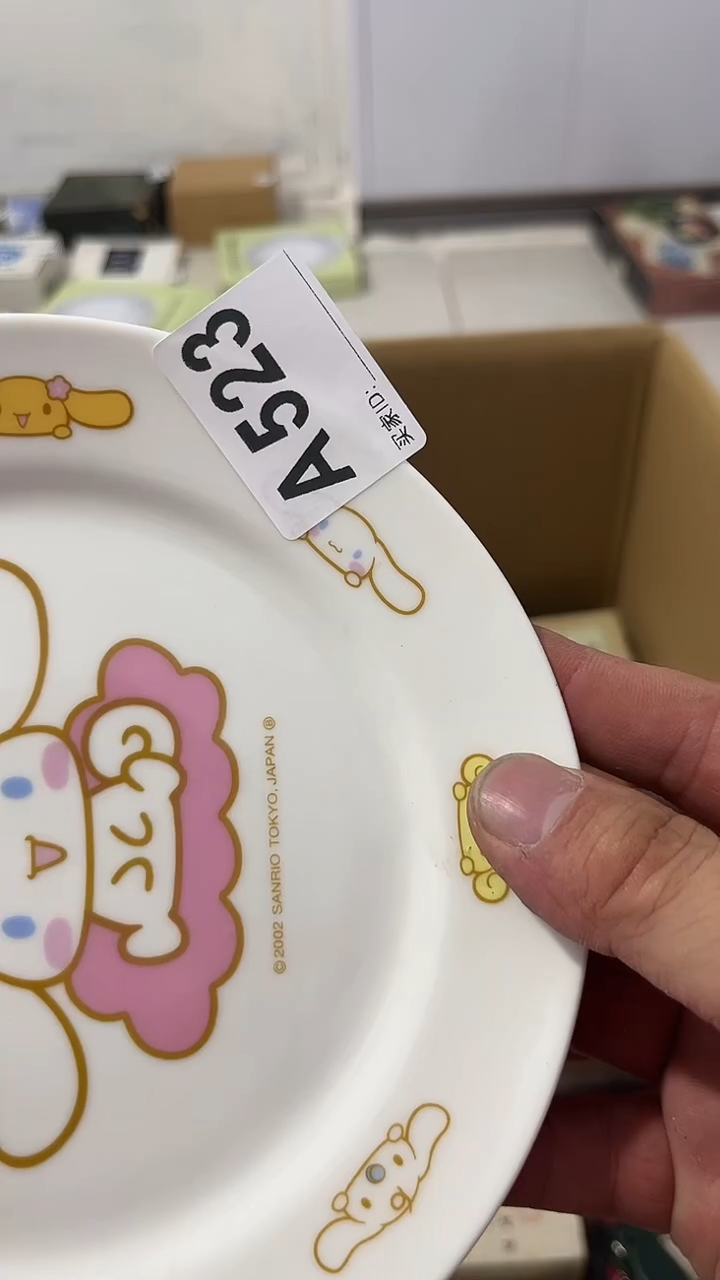 A523
买家ID:
© 2002 SANRIO TOKYO, JAPAN ®